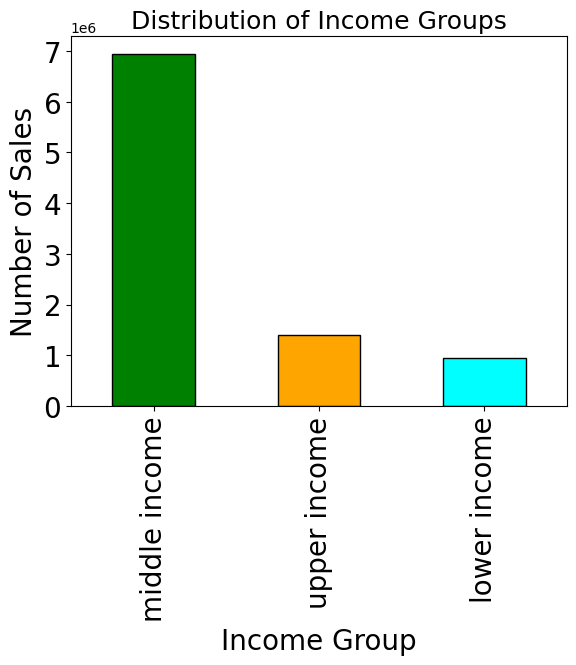 Distribution of Income Groups
1e6
7
6
5
4
3
2
1
0
Number of Sales
middle income
upper income
lower income
Income Group